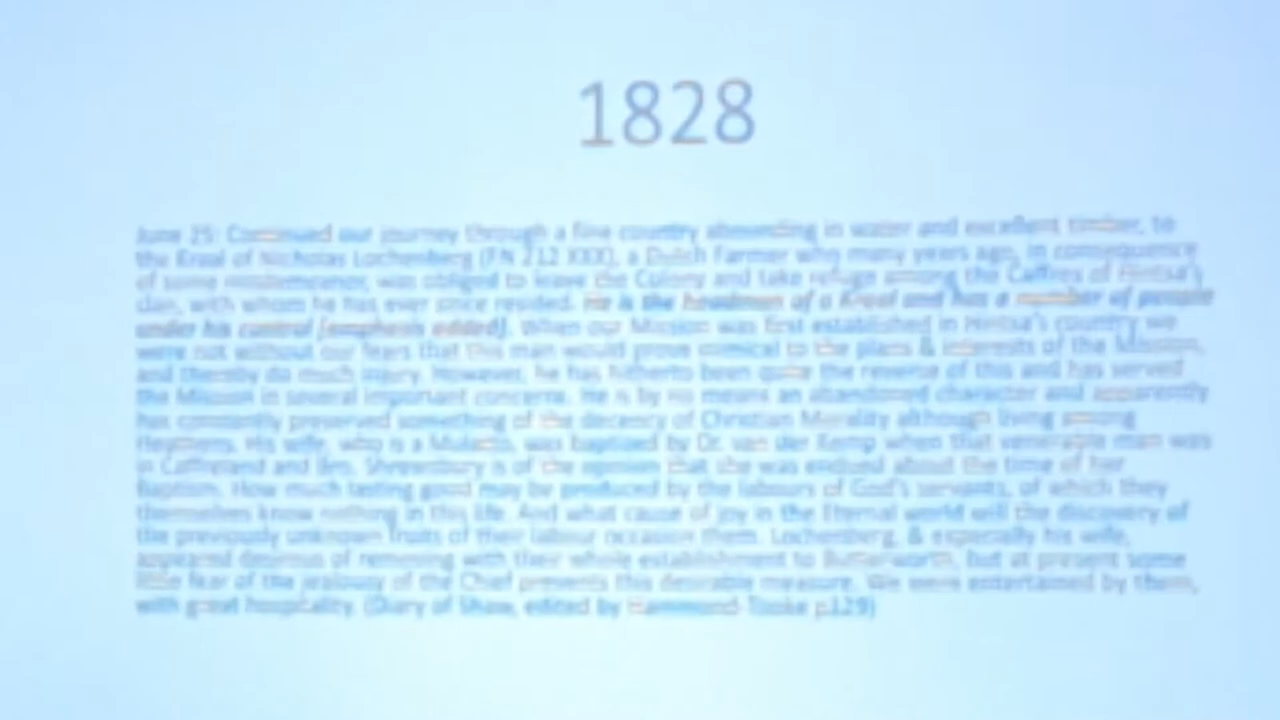 1828
June 25: Continued our journey through a fine country abounding in water and excellent timber, to
the Kraal of Nicholas Lochenberg (FN 212 XXX), a Dutch Farmer who many years ago, in consequence
of some misdemeanor, was obliged to leave the Colony and take refuge among the Caffres of Hintsa's
clan, with whom he has ever since resided. He is the headman of a Kraal and has a number of people
under his control [emphasis added]. When our Mission was first established in Hintsa's country we
were not without our fears that this man would prove inimical to the plans & interests of the Mission,
and thereby do much injury. However, he has hitherto been quite the reverse of this and has served
the Mission in several important concerns. He is by no means an abandoned character and apparently
has constantly preserved something of the decency of Christian Morality although living among
Heathens. His wife, who is a Mulatto, was baptized by Dr. van der Kemp when that venerable man was
in Caffreland and Bro. Shrewsbury is of the opinion that she was endued about the time of her
Baptism. How much lasting good may be produced by the labours of God's servants, of which they
themselves know nothing in this life. And what cause of joy in the Eternal world will the discovery of
the previously unknown fruits of their labour occasion them. Lochenberg, & especially his wife,
appeared desirous of removing with their whole establishment to Butterworth, but at present some
little fear of the jealousy of the Chief prevents this desirable measure. We were entertained by them,
with great hospitality. (Diary of Shaw, edited by Hammond-Tooke p129)